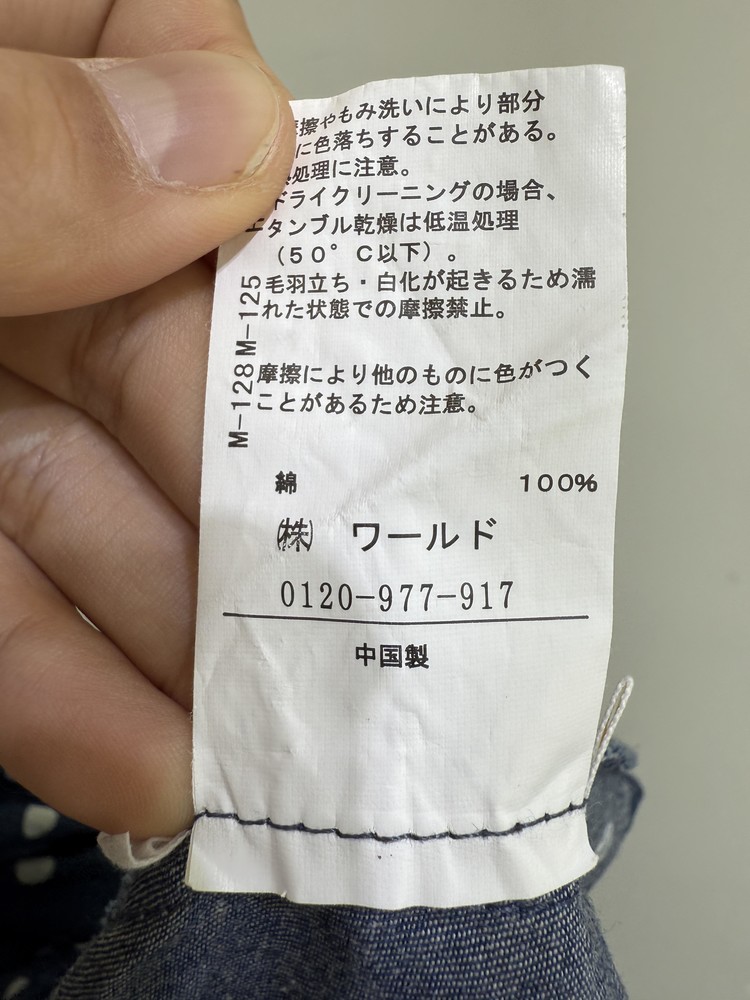 擦やもみ洗いにより部分
に色落ちすることがある。
処理に注意。
ドライクリーニングの場合、
タンブル乾燥は低温処理
（５０°Ｃ以下）。
毛羽立ち・白化が起きるため濡
れた状態での摩擦禁止。
摩擦により他のものに色がつく
ことがあるため注意。
M-128M-125
綿 １００％
㈱ ワールド
0120-977-917
中国製